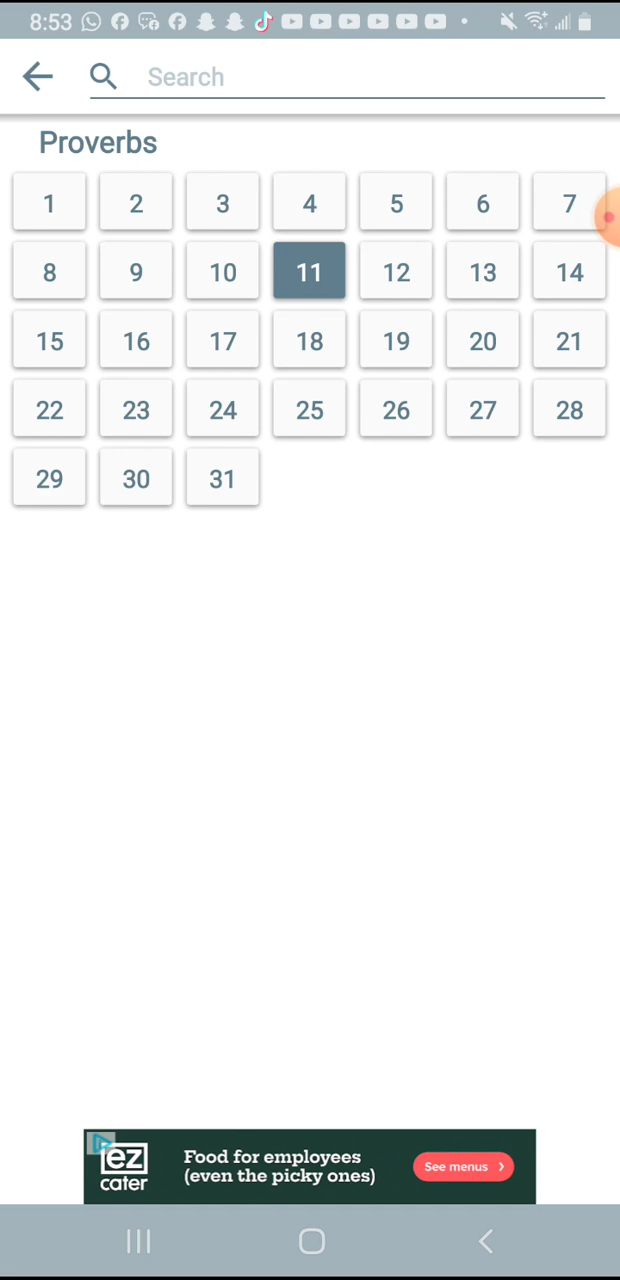 8:53
Search
Proverbs
1 2 3 4 5 6 7
8 9 10 11 12 13 14
15 16 17 18 19 20 21
22 23 24 25 26 27 28
29 30 31
ez
cater
Food for employees
(even the picky ones)
See menus